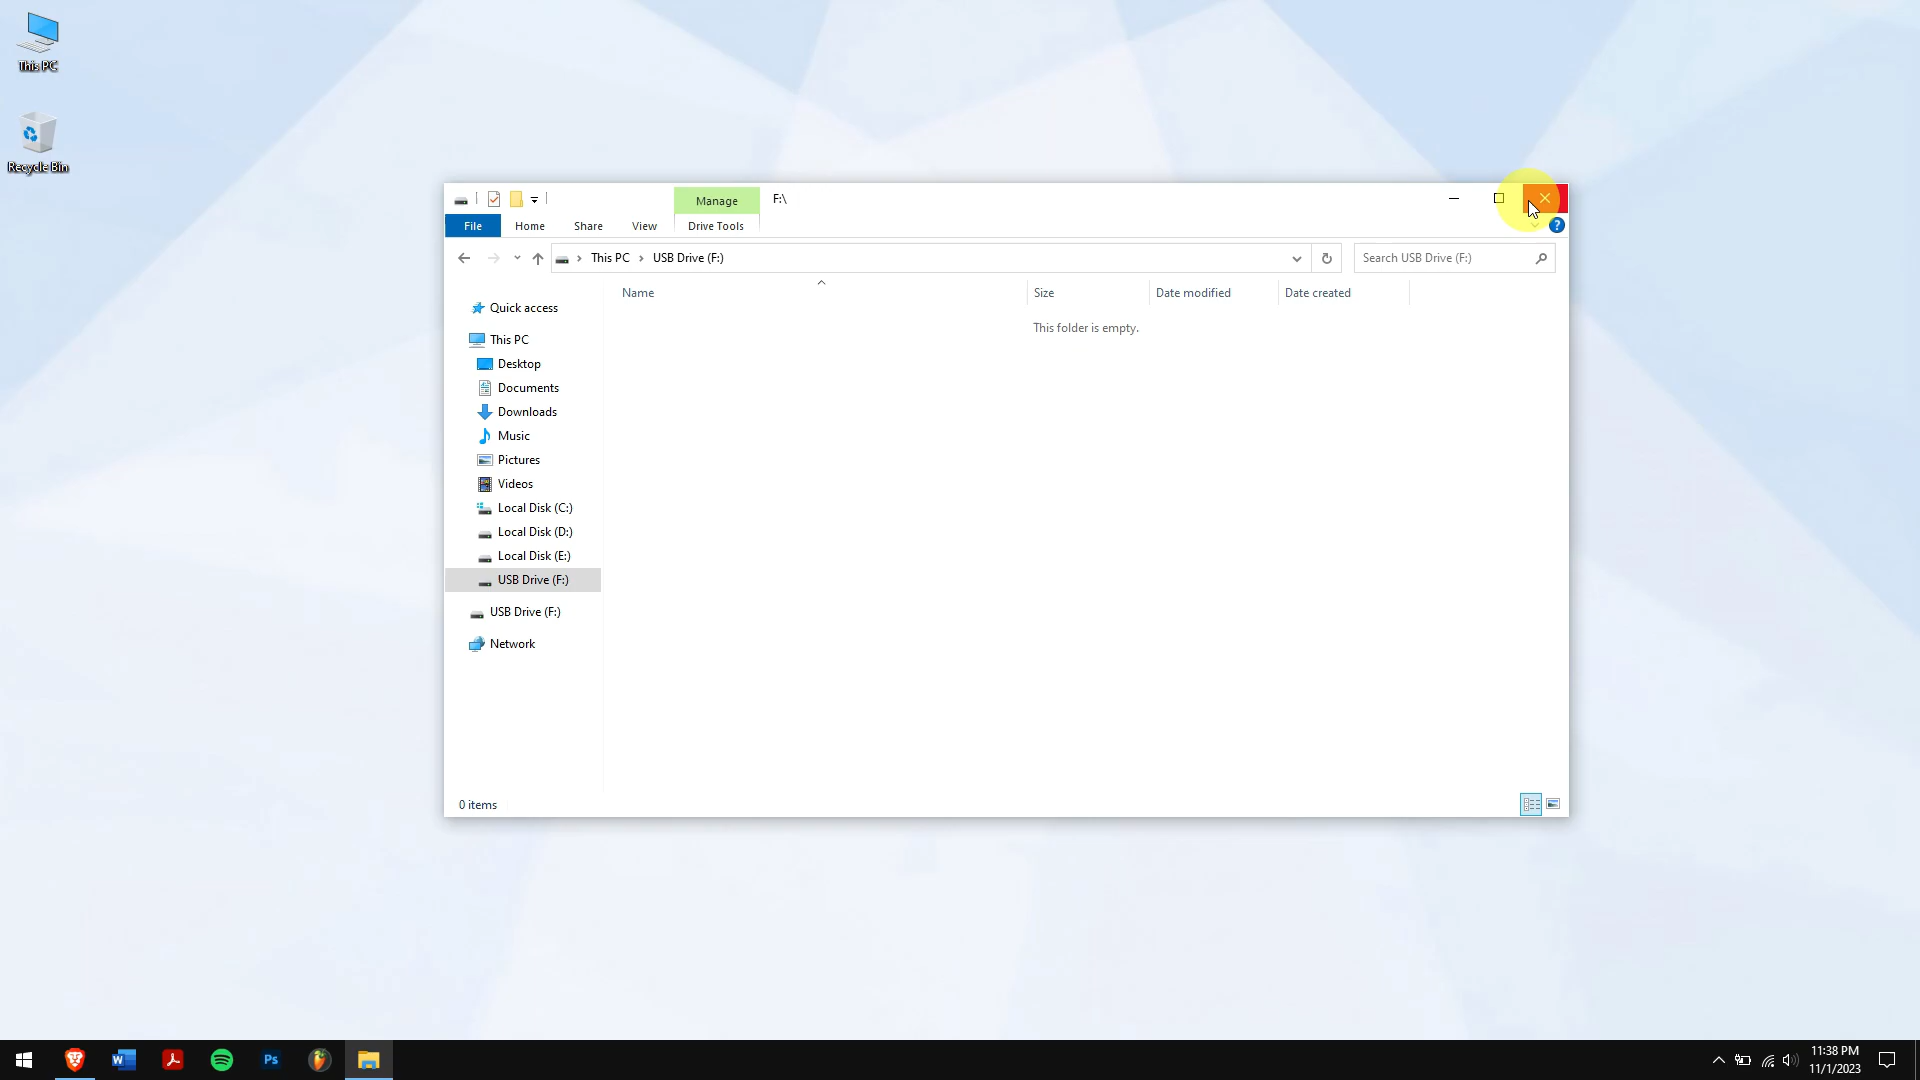 This PC
Recycle Bin
Manage
F:\
File
Home
Share
View
Drive Tools
This PC
USB Drive (F:)
Search USB Drive (F:)
Name
Size
Date modified
Date created
This folder is empty.
Quick access
This PC
Desktop
Documents
Downloads
Music
Pictures
Videos
Local Disk (C:)
Local Disk (D:)
Local Disk (E:)
USB Drive (F:)
USB Drive (F:)
Network
0 items
W
Ps
11:38 PM
11/1/2023